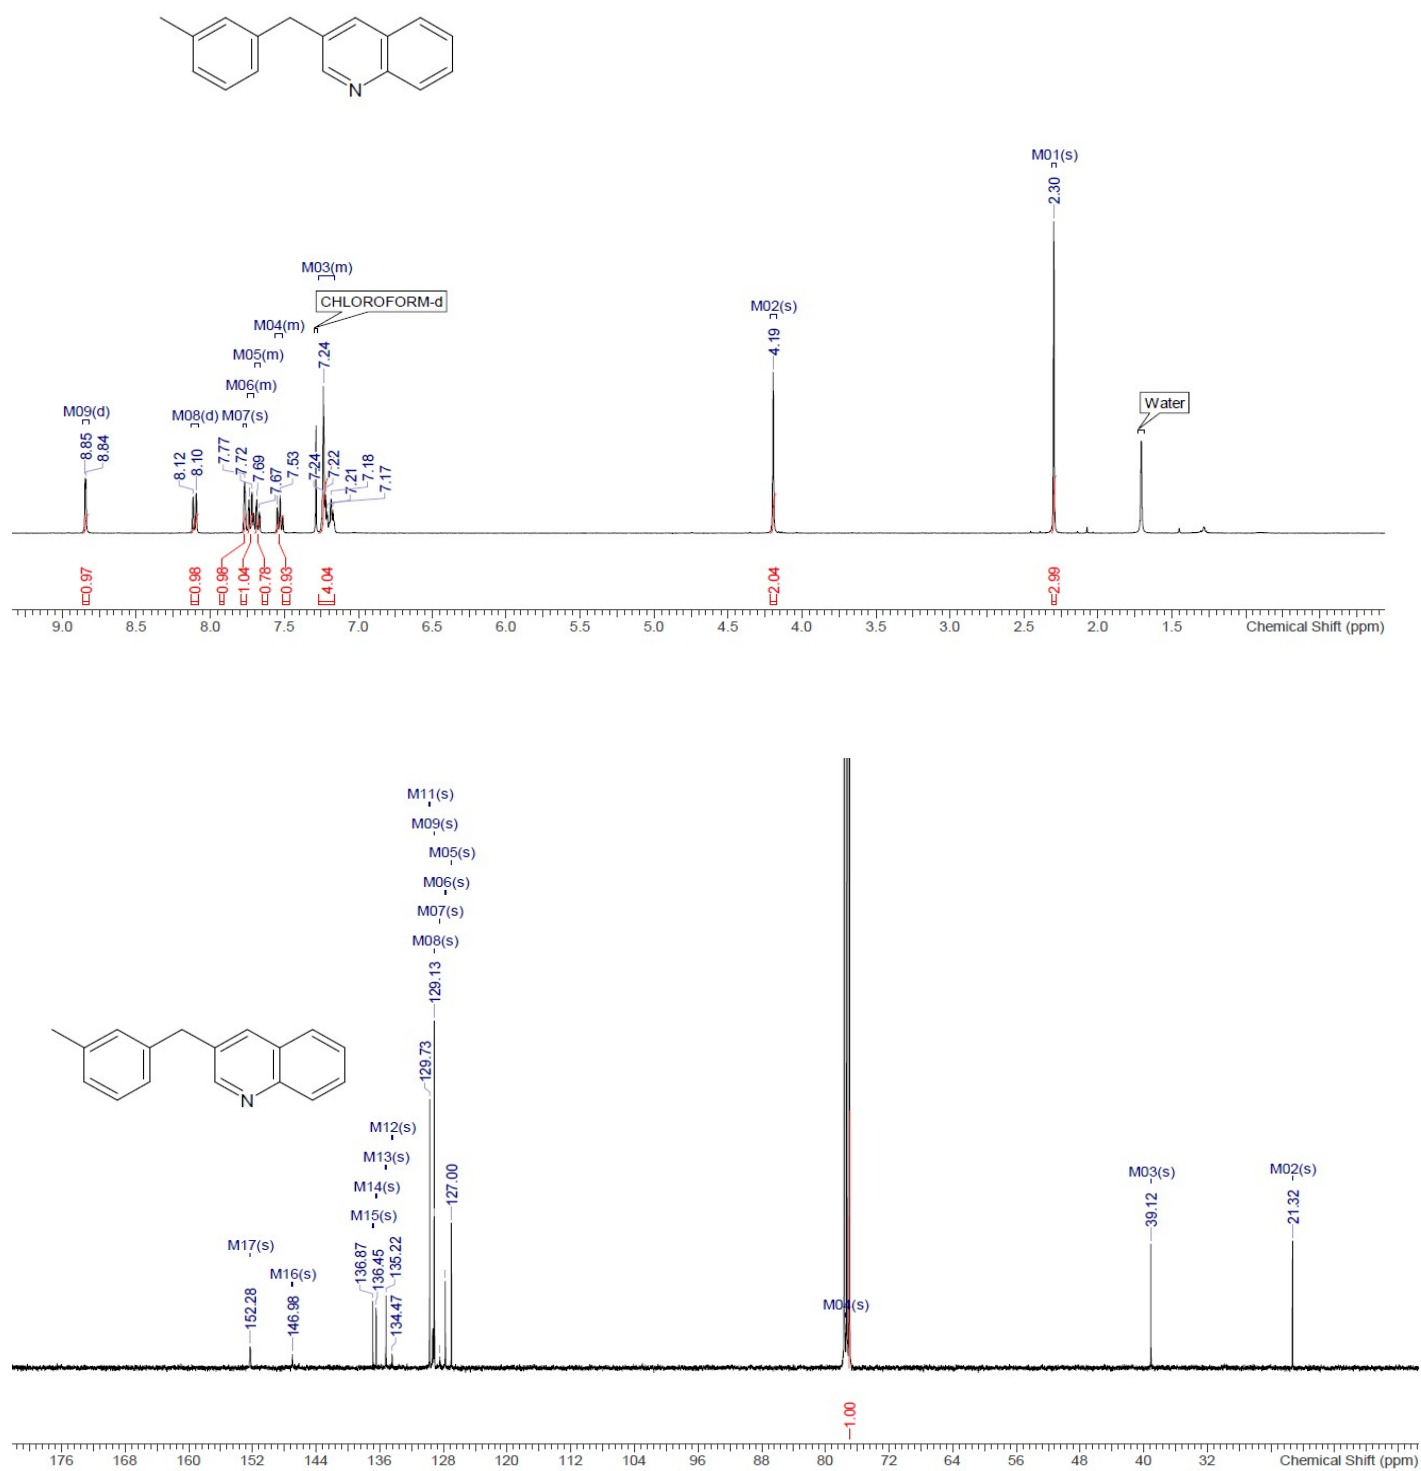 N
M01(s)
2.30
M03(m)
CHLOROFORM-d
M02(s)
4.19
M04(m)
7.24
M05(m)
M06(m)
Water
M09(d)
M08(d) M07(s)
8.85
8.84
8.12
8.10
7.77
7.72
7.69
7.67
7.53
7.24
7.22
7.21
7.18
7.17
0.97
0.98
0.98
1.04
0.78
0.93
4.04
2.04
2.99
9.0 8.5 8.0 7.5 7.0 6.5 6.0 5.5 5.0 4.5 4.0 3.5 3.0 2.5 2.0 1.5 Chemical Shift (ppm)
M11(s)
M09(s)
M05(s)
M06(s)
M07(s)
M08(s)
129.13
129.73
N
M12(s)
M13(s)
M14(s)
M15(s)
127.00
M03(s)
39.12
M02(s)
21.32
M17(s)
152.28
M16(s)
146.98
136.87
136.45
135.22
134.47
M04(s)
1.00
176 168 160 152 144 136 128 120 112 104 96 88 80 72 64 56 48 40 32 Chemical Shift (ppm)